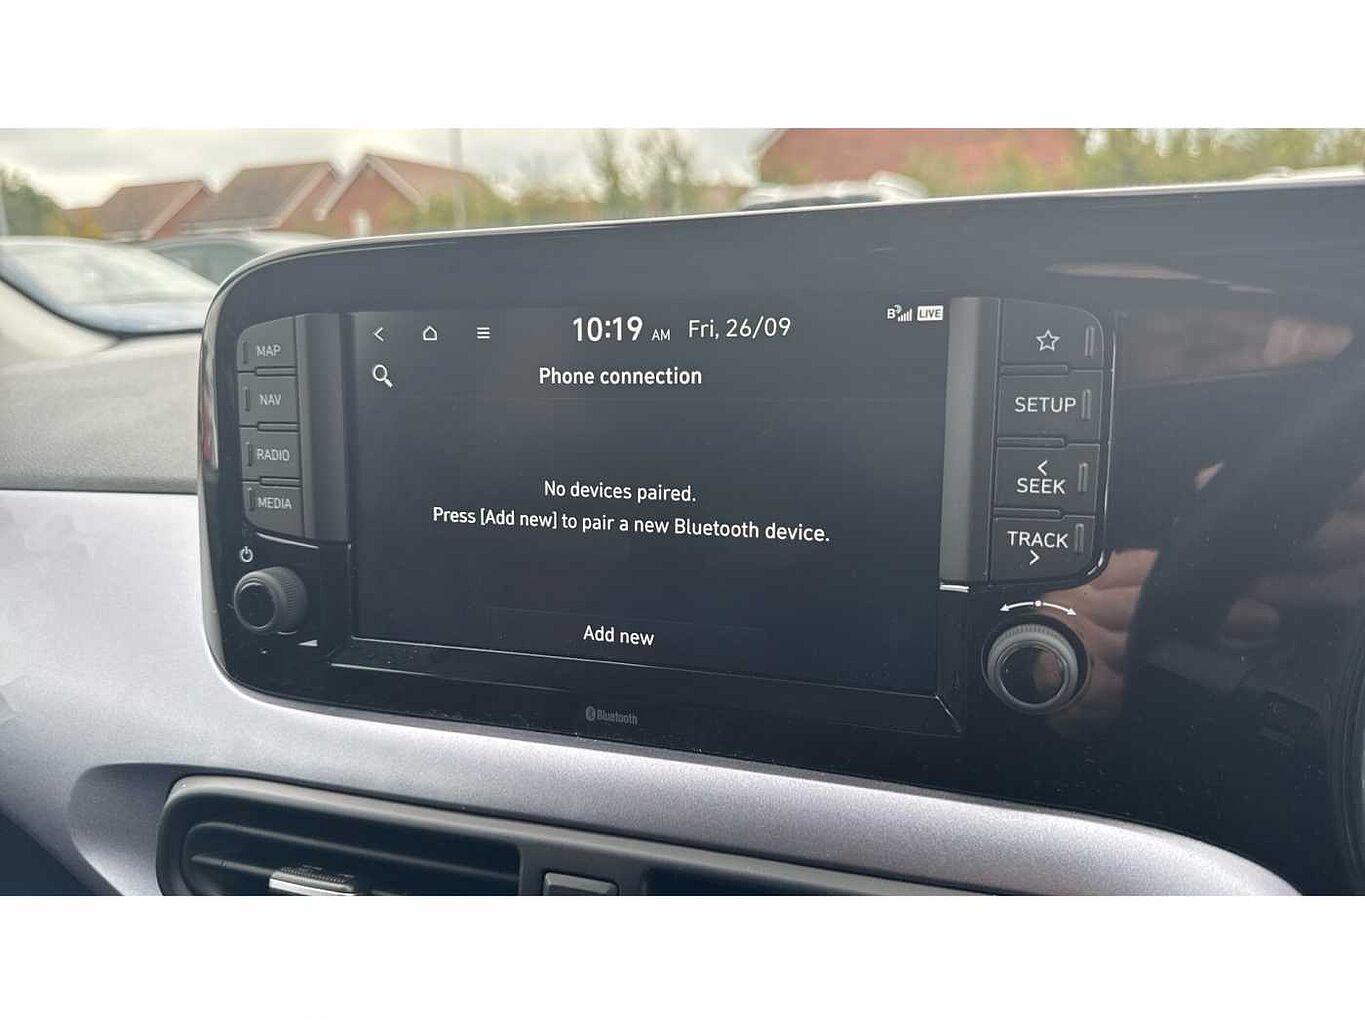 10:19 AM Fri, 26/09
B LIVE
Phone connection
No devices paired.
Press [Add new] to pair a new Bluetooth device.
Add new
MAP
NAV
RADIO
MEDIA
SETUP
<
SEEK
TRACK
>
Bluetooth